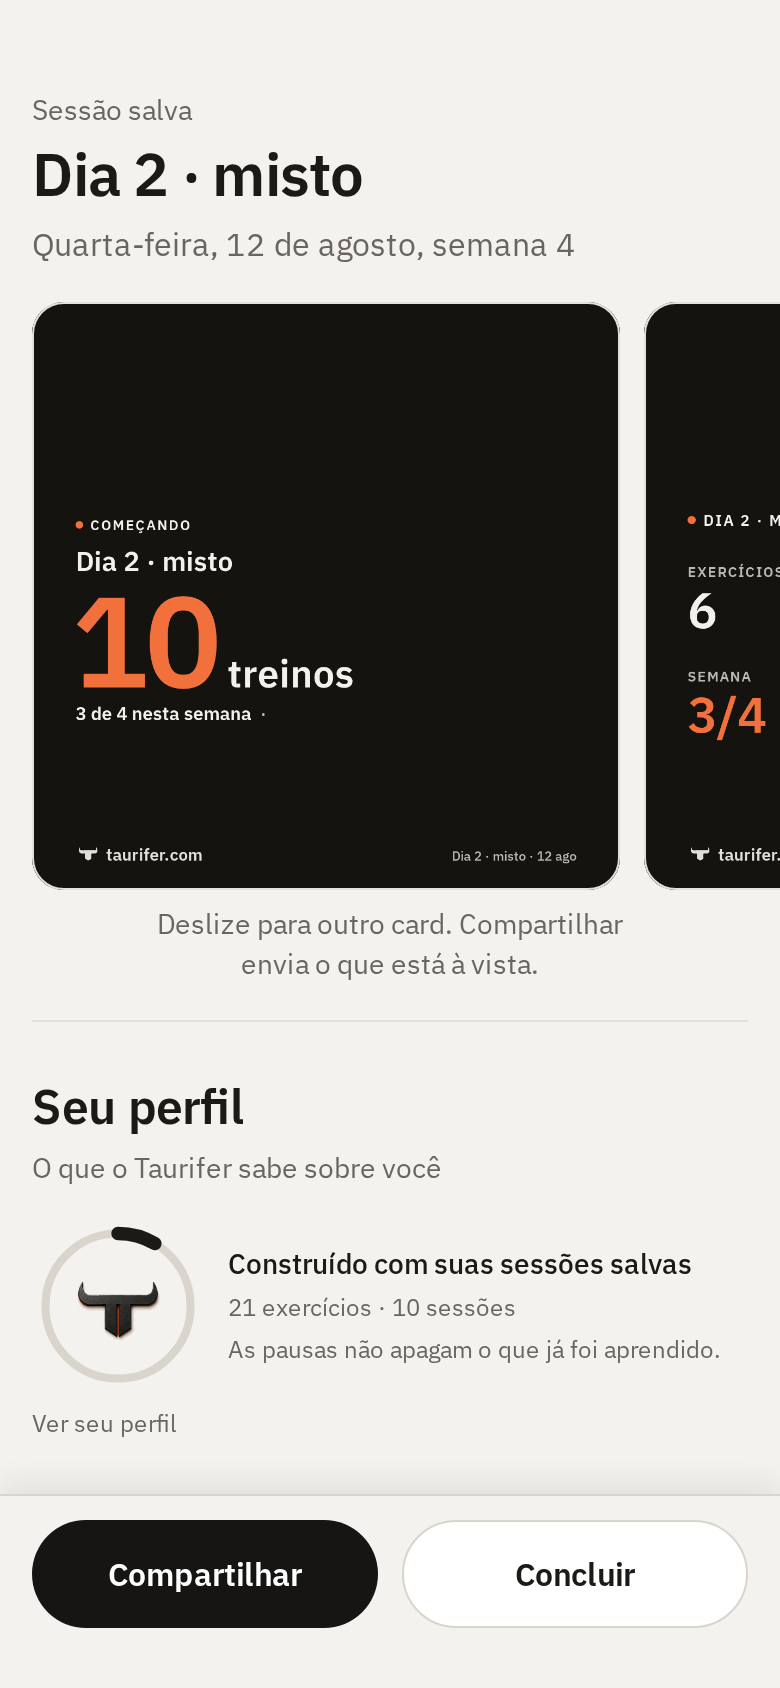 Sessão salva
Dia 2 · misto
Quarta-feira, 12 de agosto, semana 4
COMEÇANDO
Dia 2 · misto
10 treinos
3 de 4 nesta semana ·
taurifer.com
Dia 2 · misto · 12 ago
DIA 2 · M
EXERCÍCIOS
6
SEMANA
3/4
taurifer.
Deslize para outro card. Compartilhar
envia o que está à vista.
Seu perfil
O que o Taurifer sabe sobre você
Construído com suas sessões salvas
21 exercícios · 10 sessões
As pausas não apagam o que já foi aprendido.
Ver seu perfil
Compartilhar
Concluir